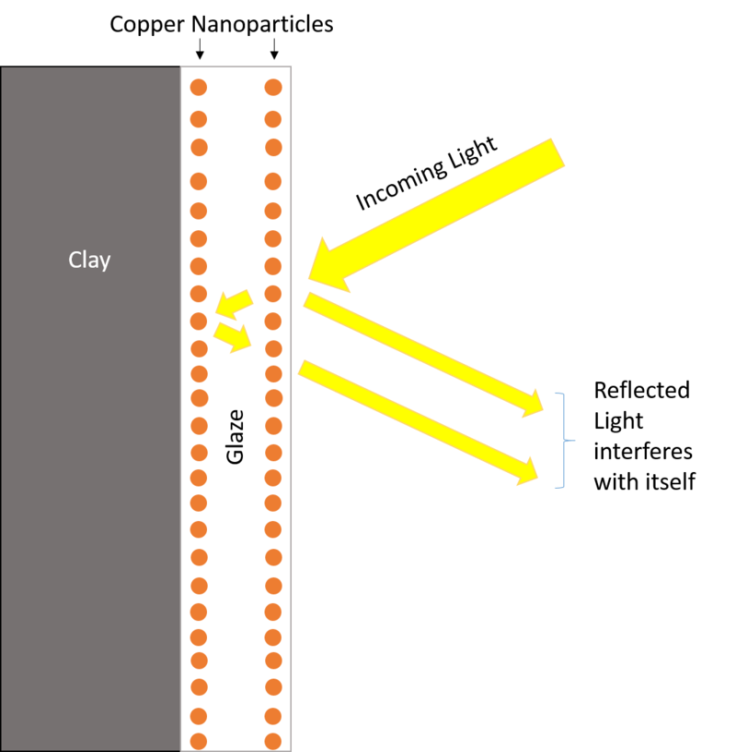 Copper Nanoparticles
Incoming Light
Clay
Glaze
Reflected
Light
interferes
with itself